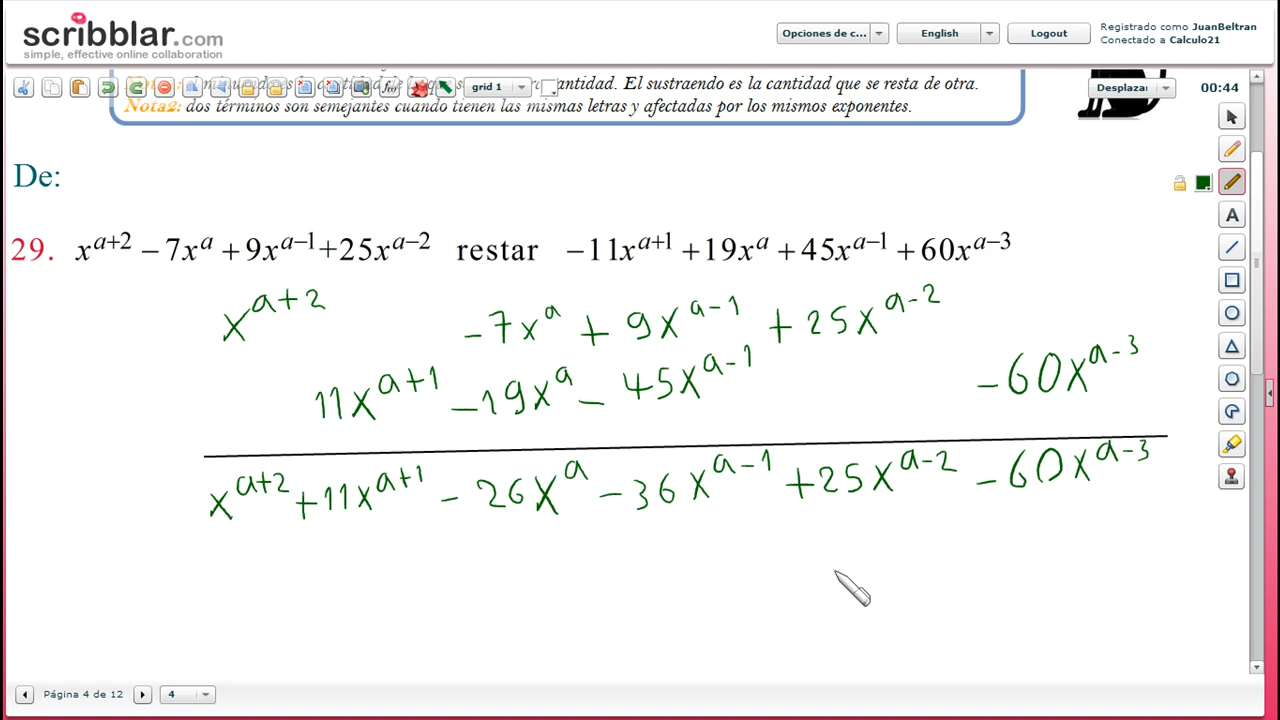 scribblar.com
simple, effective online collaboration
Opciones de c...
English
Logout
Registrado como JuanBeltran
Conectado a Calculo21
grid 1
Desplaza
00:44
antidad. El sustraendo es la cantidad que se resta de otra.
Nota2: dos términos son semejantes cuando tienen las mismas letras y afectadas por los mismos exponentes.
De:
29. x^{a+2} − 7x^{a} + 9x^{a−1} + 25x^{a−2} restar −11x^{a+1} + 19x^{a} + 45x^{a−1} + 60x^{a−3}
x^{a+2} − 7x^{a} + 9x^{a−1} + 25x^{a−2}
11x^{a+1} − 19x^{a} − 45x^{a−1} − 60x^{a−3}
x^{a+2} + 11x^{a+1} − 26x^{a} − 36x^{a−1} + 25x^{a−2} − 60x^{a−3}
A
Página 4 de 12
4